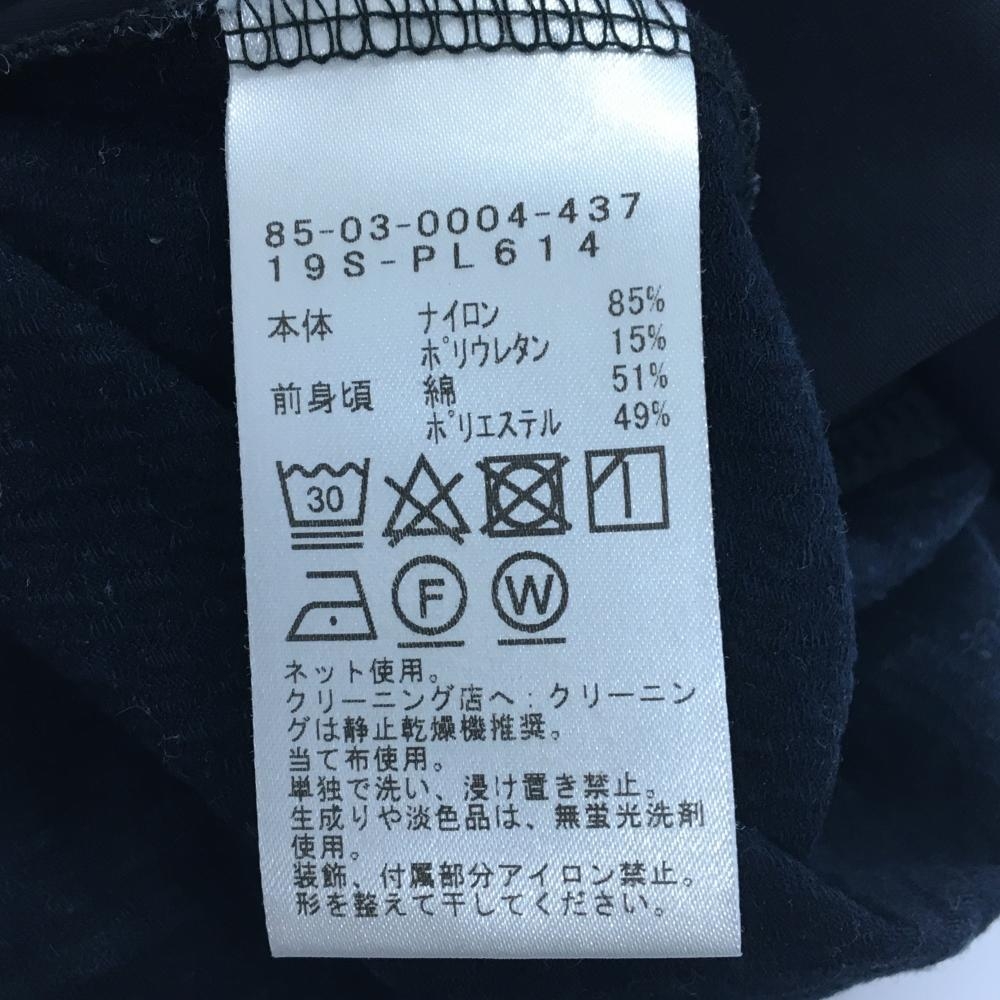 85-03-0004-437
19S-PL614
本体 ナイロン 85%
ポリウレタン 15%
前身頃 綿 51%
ポリエステル 49%
30
F W
ネット使用。
クリーニング店へ:クリーニン
グは静止乾燥機推奨。
当て布使用。
単独で洗い、浸け置き禁止。
生成りや淡色品は、無蛍光洗剤
使用。
装飾、付属部分アイロン禁止。
形を整えて干してください。